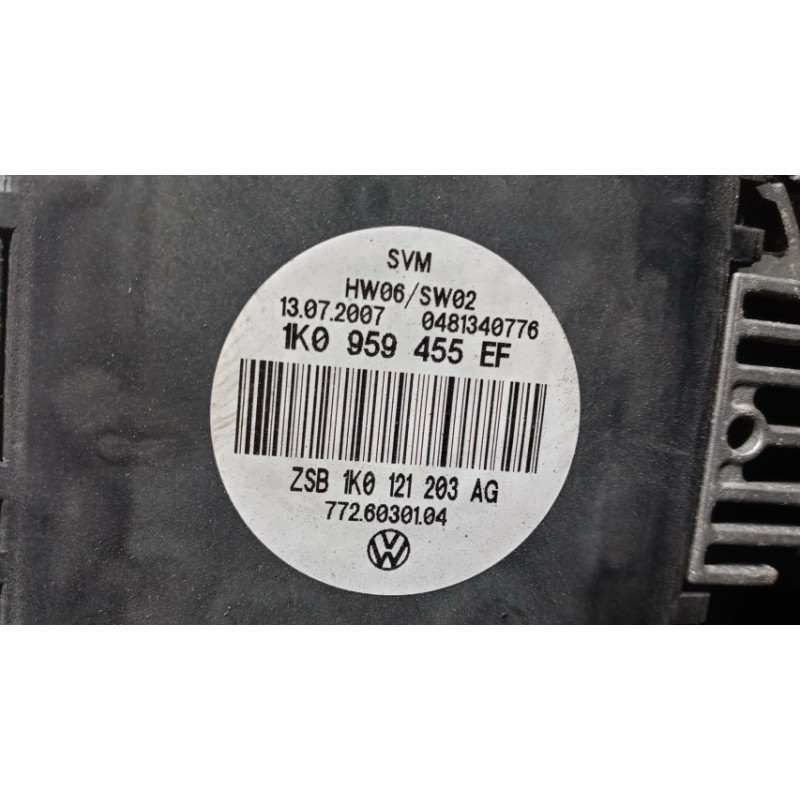 SVM
HW06/SW02
13.07.2007 0481340776
1K0 959 455 EF
ZSB 1K0 121 203 AG
772.60301.04